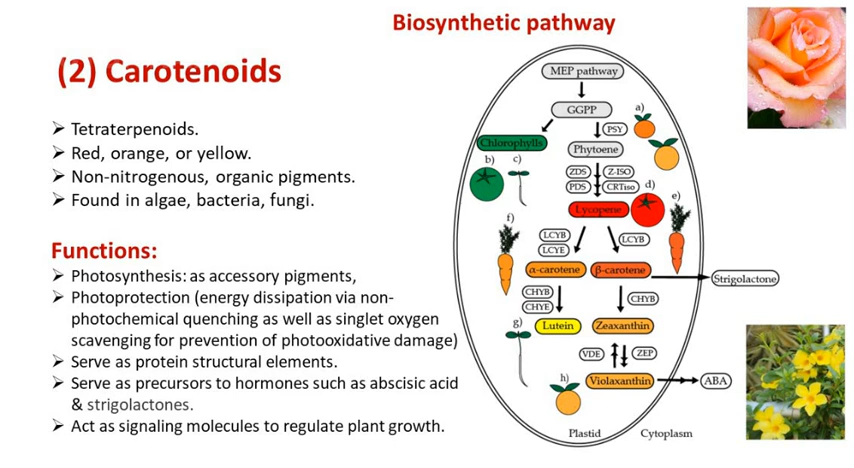 Biosynthetic pathway
(2) Carotenoids
➢ Tetraterpenoids.
➢ Red, orange, or yellow.
➢ Non-nitrogenous, organic pigments.
➢ Found in algae, bacteria, fungi.
Functions:
➢ Photosynthesis: as accessory pigments,
➢ Photoprotection (energy dissipation via non-
photochemical quenching as well as singlet oxygen
scavenging for prevention of photooxidative damage)
➢ Serve as protein structural elements.
➢ Serve as precursors to hormones such as abscisic acid
& strigolactones.
➢ Act as signaling molecules to regulate plant growth.
MEP pathway
GGPP
a)
PSY
Chlorophylls
Phytoene
b)
c)
ZDS
Z-ISO
PDS
CRTiso
d)
Lycopene
e)
f)
LCYB
LCYE
LCYB
α-carotene
β-carotene
Strigolactone
CHYB
CHYE
CHYB
g)
Lutein
Zeaxanthin
VDE
ZEP
h)
Violaxanthin
ABA
Plastid
Cytoplasm